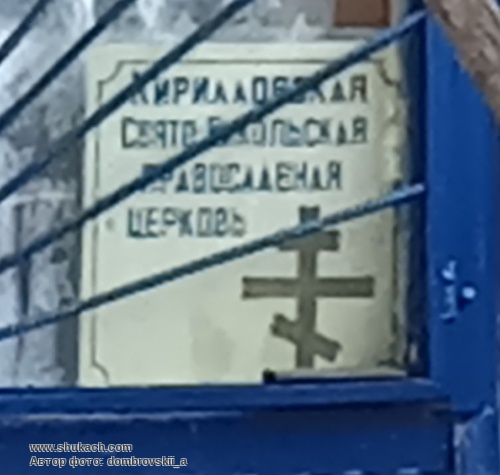 КИРИЛЛОВСКАЯ
СВЯТО-НИКОЛЬСКАЯ
ПРАВОСЛАВНАЯ
ЦЕРКОВЬ
www.shukach.com
Автор фото: dombrovskii_a